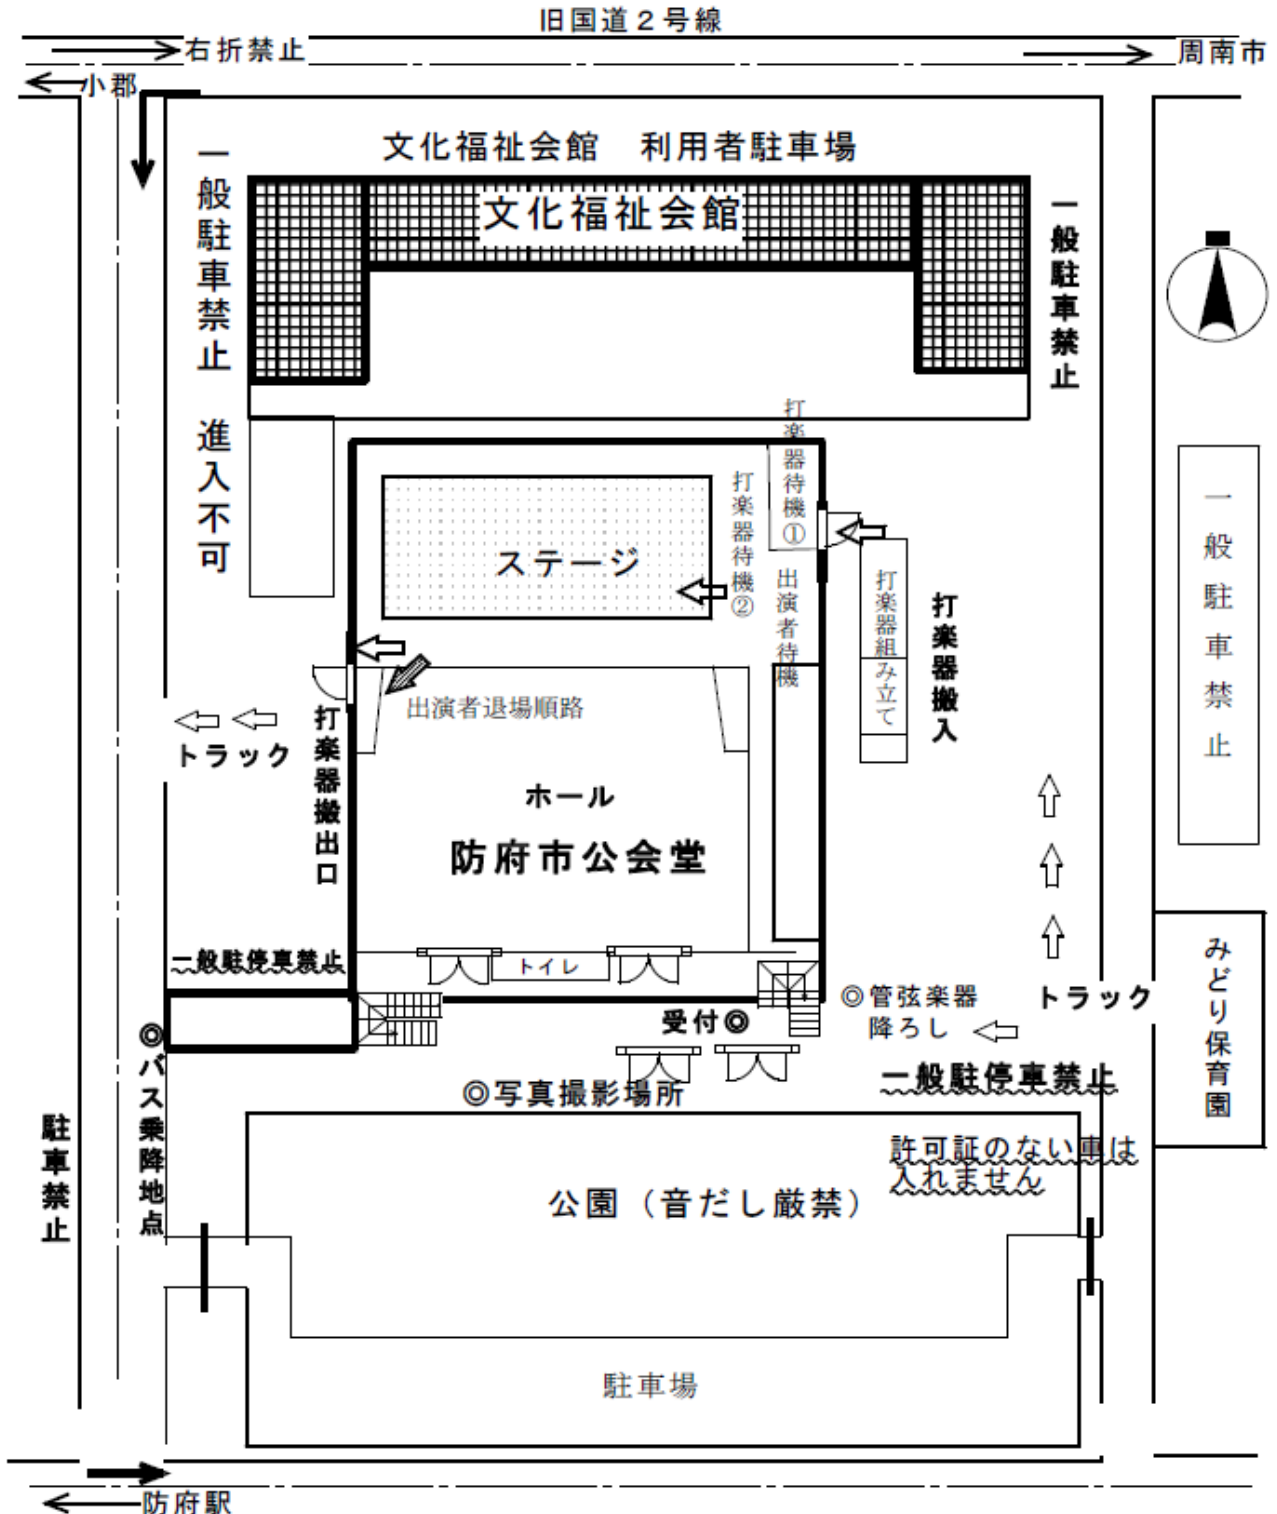 旧国道２号線
右折禁止
周南市
小郡
文化福祉会館　利用者駐車場
文化福祉会館
一般駐車禁止　進入不可
一般駐車禁止
一般駐車禁止
打楽器待機①
打楽器待機②
ステージ
出演者待機
打楽器組み立て
打楽器搬入
出演者退場順路
トラック
打楽器搬出口
ホール
防府市公会堂
一般駐停車禁止
トイレ
みどり保育園
◎管弦楽器
降ろし
トラック
受付◎
◎バス乗降地点
一般駐停車禁止
◎写真撮影場所
駐車禁止
許可証のない車は
入れません
公園（音だし厳禁）
駐車場
防府駅